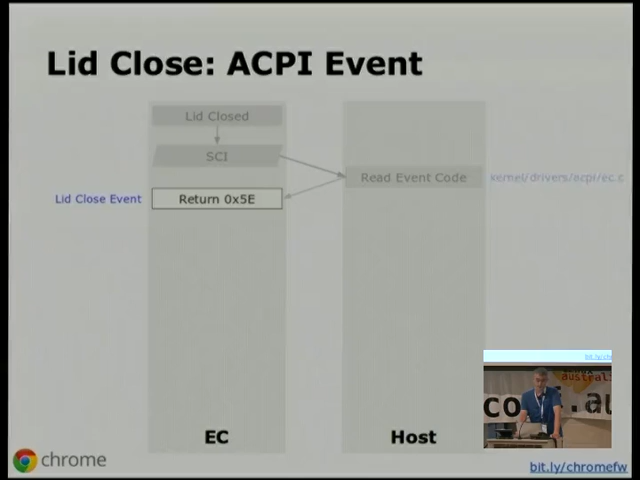 Lid Close: ACPI Event
Lid Closed
SCI
Read Event Code
kernel/drivers/acpi/ec.c
Lid Close Event
Return 0x5E
EC
Host
chrome
bit.ly/chromefw
australi